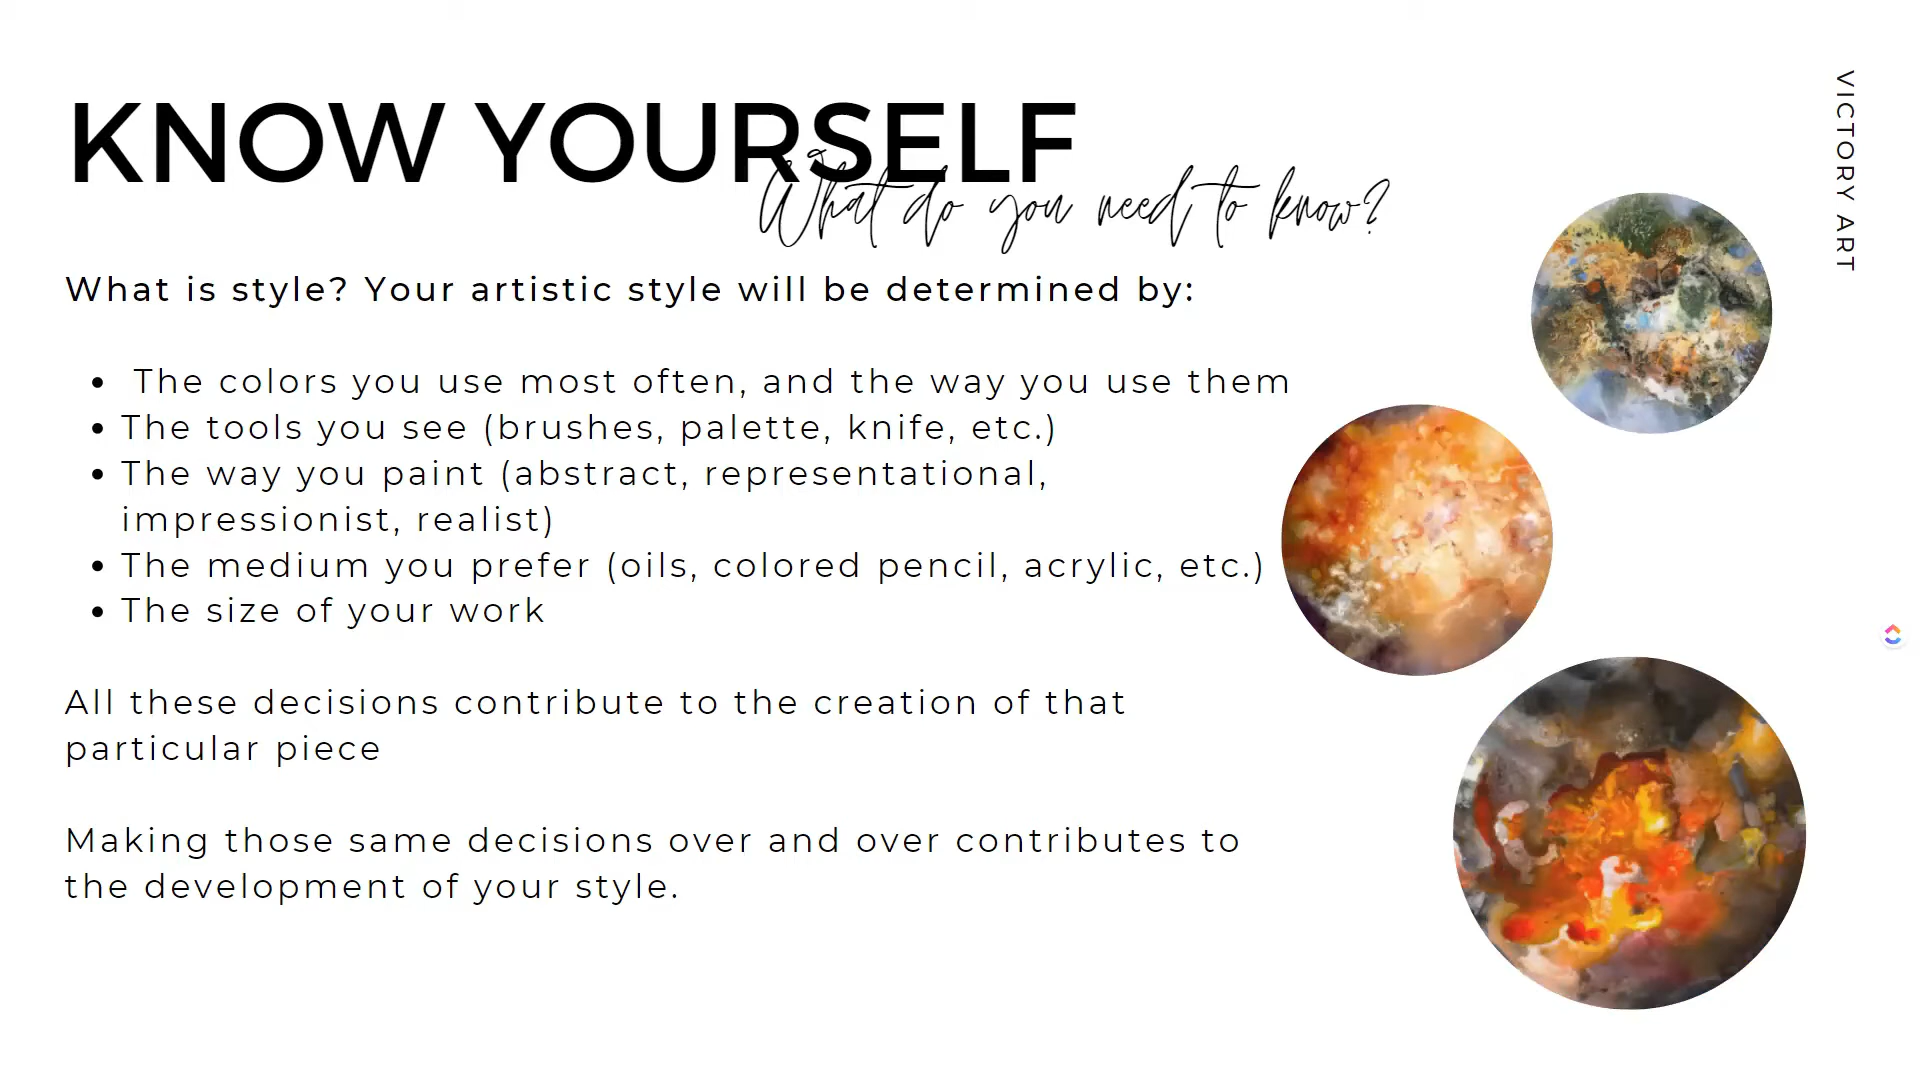 KNOW YOURSELF
What do you need to know?
VICTORY ART
What is style? Your artistic style will be determined by:
• The colors you use most often, and the way you use them
• The tools you see (brushes, palette, knife, etc.)
• The way you paint (abstract, representational,
impressionist, realist)
• The medium you prefer (oils, colored pencil, acrylic, etc.)
• The size of your work
All these decisions contribute to the creation of that
particular piece
Making those same decisions over and over contributes to
the development of your style.